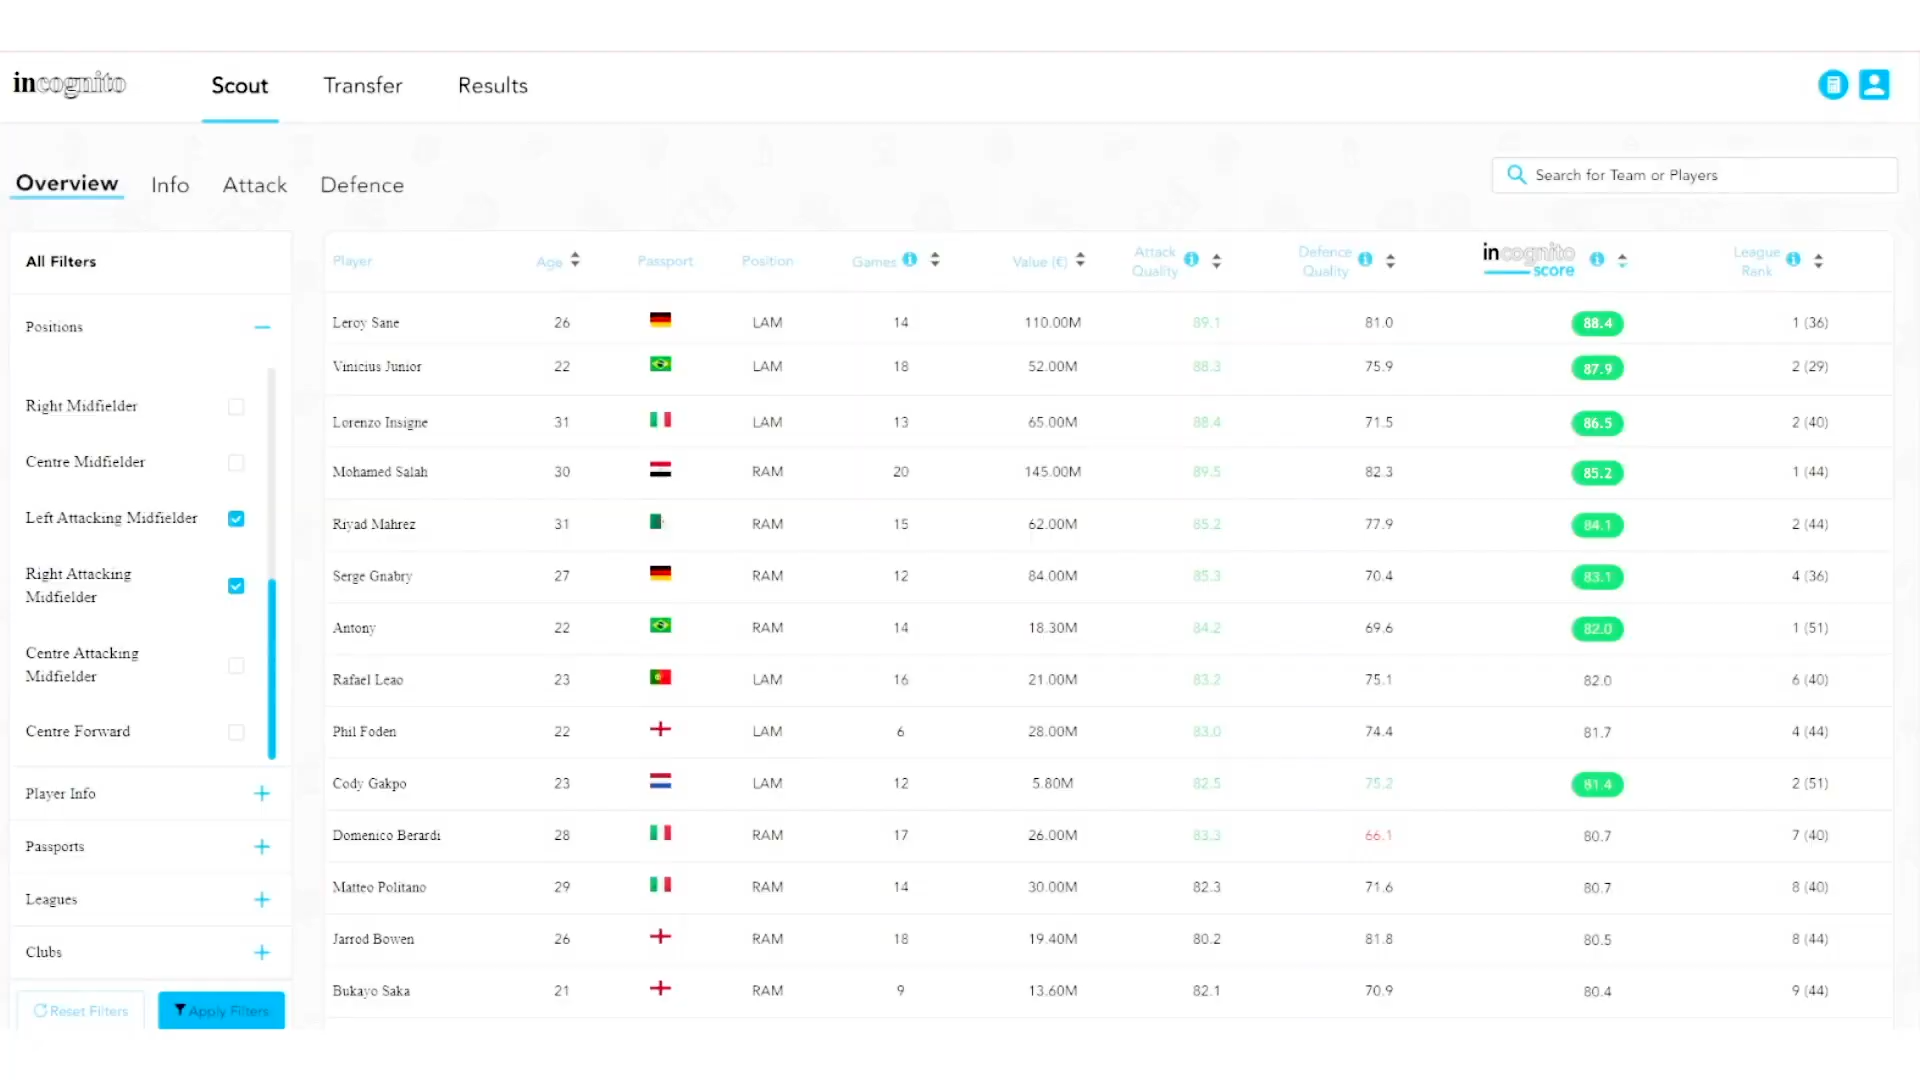 incognito Scout Transfer Results
Overview Info Attack Defence
Search for Team or Players
All Filters
Positions
Right Midfielder
Centre Midfielder
Left Attacking Midfielder
Right Attacking
Midfielder
Centre Attacking
Midfielder
Centre Forward
Player Info
Passports
Leagues
Clubs
Reset Filters Apply Filters
Player Age Passport Position Games Value (€) Attack Quality Defence Quality incognito score League Rank
Leroy Sane 26 LAM 14 110.00M 89.1 81.0 88.4 1 (36)
Vinicius Junior 22 LAM 18 52.00M 88.3 75.9 87.9 2 (29)
Lorenzo Insigne 31 LAM 13 65.00M 88.4 71.5 86.5 2 (40)
Mohamed Salah 30 RAM 20 145.00M 89.5 82.3 85.2 1 (44)
Riyad Mahrez 31 RAM 15 62.00M 85.2 77.9 84.1 2 (44)
Serge Gnabry 27 RAM 12 84.00M 85.3 70.4 83.1 4 (36)
Antony 22 RAM 14 18.30M 84.2 69.6 82.0 1 (51)
Rafael Leao 23 LAM 16 21.00M 83.2 75.1 82.0 6 (40)
Phil Foden 22 LAM 6 28.00M 83.0 74.4 81.7 4 (44)
Cody Gakpo 23 LAM 12 5.80M 82.5 75.2 81.4 2 (51)
Domenico Berardi 28 RAM 17 26.00M 83.3 66.1 80.7 7 (40)
Matteo Politano 29 RAM 14 30.00M 82.3 71.6 80.7 8 (40)
Jarrod Bowen 26 RAM 18 19.40M 80.2 81.8 80.5 8 (44)
Bukayo Saka 21 RAM 9 13.60M 82.1 70.9 80.4 9 (44)